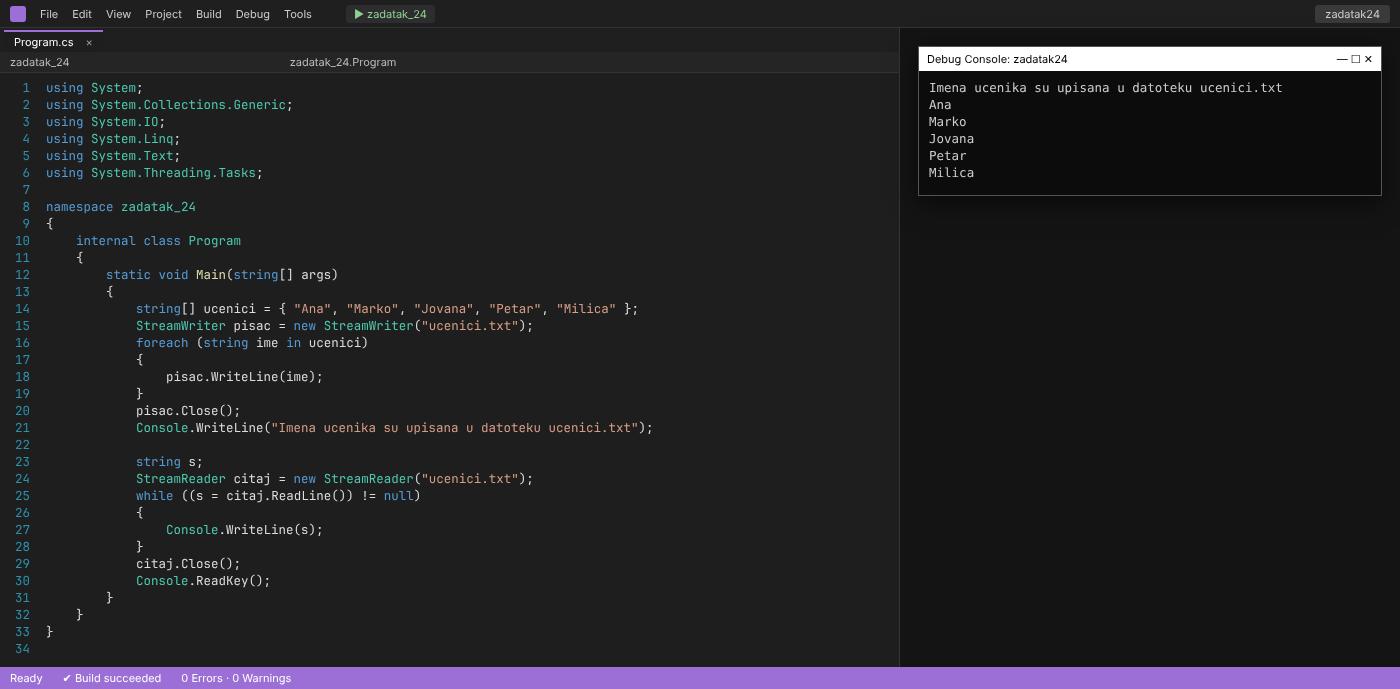 File Edit View Project Build Debug Tools ▶ zadatak_24 zadatak24
Program.cs ×
zadatak_24 zadatak_24.Program
1 using System;
2 using System.Collections.Generic;
3 using System.IO;
4 using System.Linq;
5 using System.Text;
6 using System.Threading.Tasks;
7
8 namespace zadatak_24
9 {
10     internal class Program
11     {
12         static void Main(string[] args)
13         {
14             string[] ucenici = { "Ana", "Marko", "Jovana", "Petar", "Milica" };
15             StreamWriter pisac = new StreamWriter("ucenici.txt");
16             foreach (string ime in ucenici)
17             {
18                 pisac.WriteLine(ime);
19             }
20             pisac.Close();
21             Console.WriteLine("Imena ucenika su upisana u datoteku ucenici.txt");
22
23             string s;
24             StreamReader citaj = new StreamReader("ucenici.txt");
25             while ((s = citaj.ReadLine()) != null)
26             {
27                 Console.WriteLine(s);
28             }
29             citaj.Close();
30             Console.ReadKey();
31         }
32     }
33 }
34
Debug Console: zadatak24 — ☐ ✕
Imena ucenika su upisana u datoteku ucenici.txt
Ana
Marko
Jovana
Petar
Milica
Ready ✔ Build succeeded 0 Errors · 0 Warnings